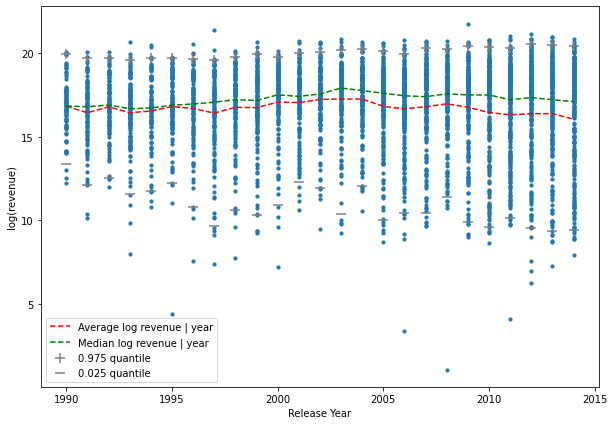 20
15
10
5
log(revenue)
Average log revenue | year
Median log revenue | year
0.975 quantile
0.025 quantile
1990
1995
2000
2005
2010
2015
Release Year